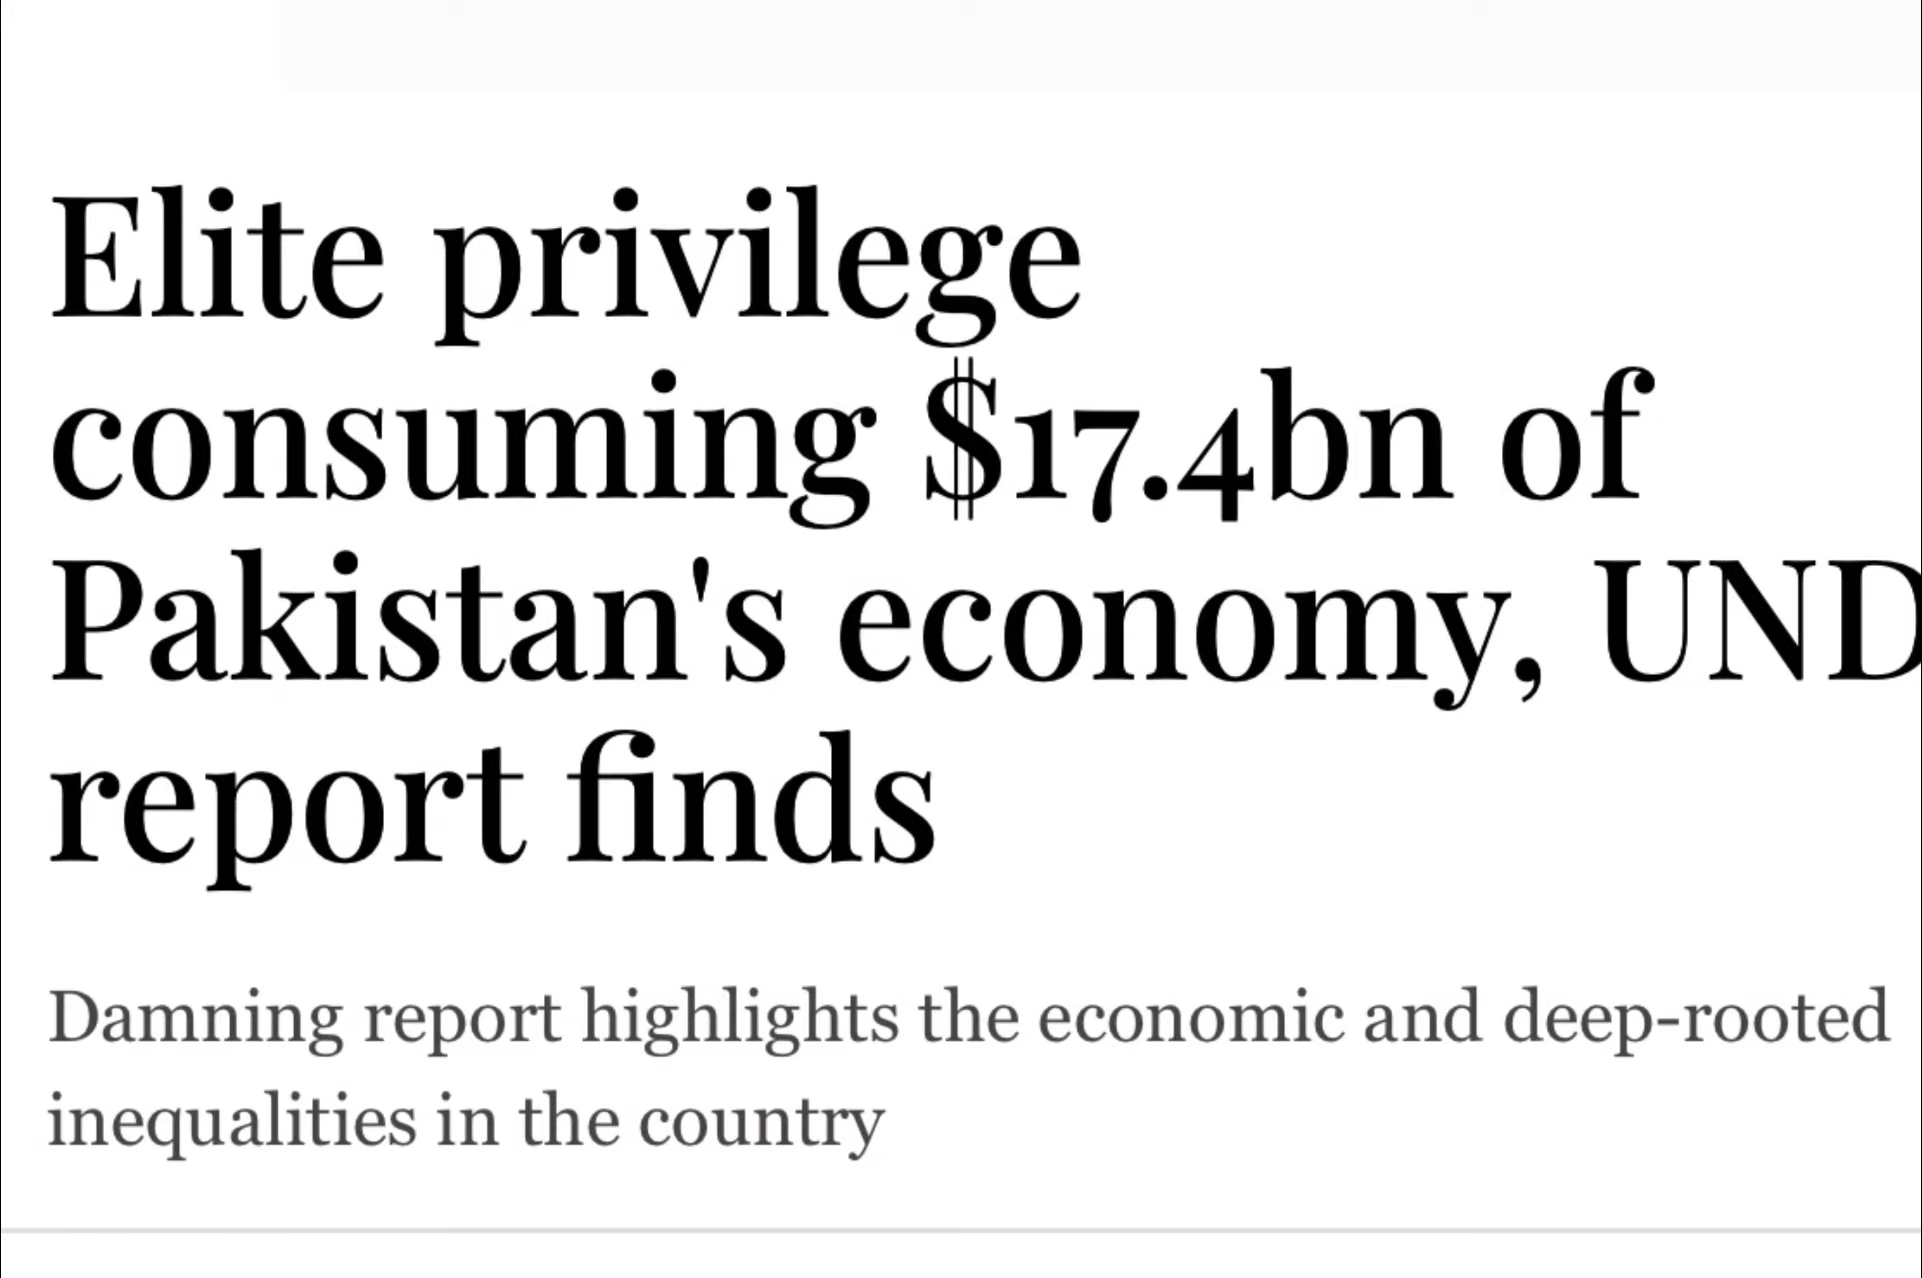 Elite privilege
consuming $17.4bn of
Pakistan's economy, UND
report finds
Damning report highlights the economic and deep-rooted
inequalities in the country